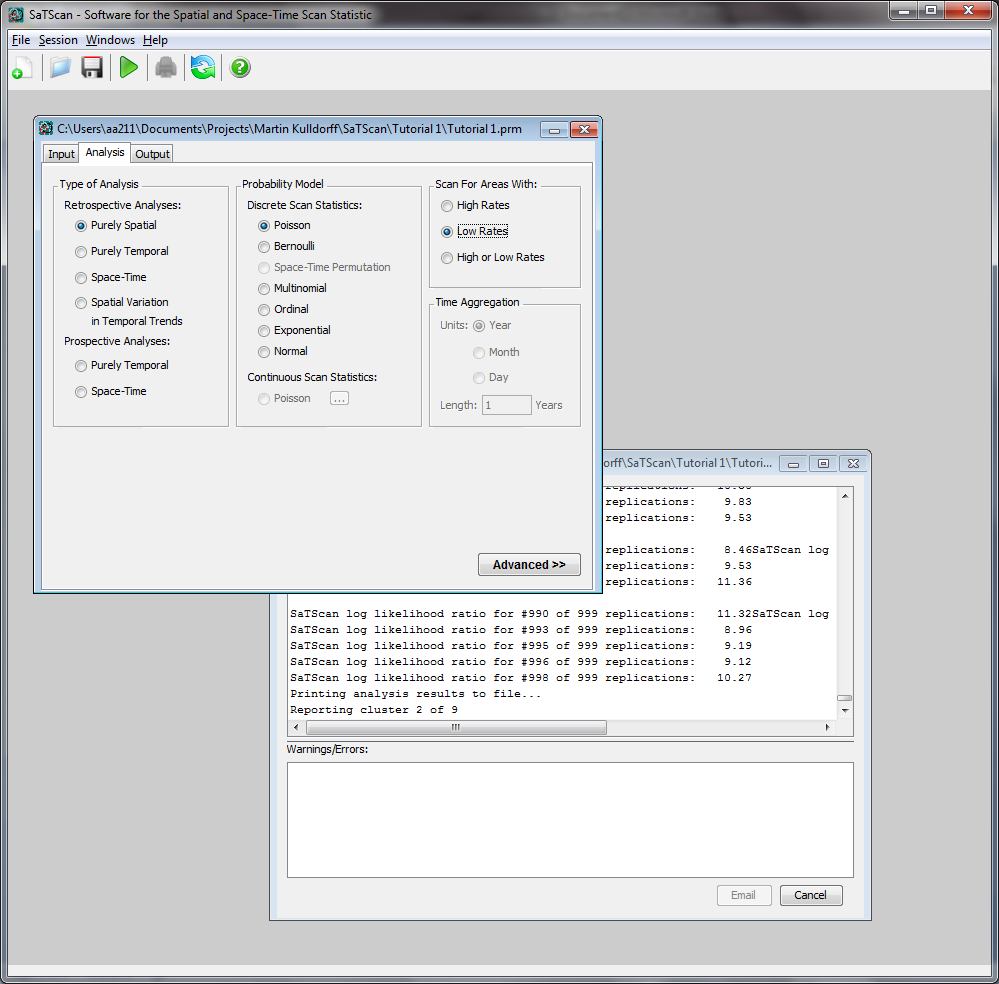 SaTScan - Software for the Spatial and Space-Time Scan Statistic
File Session Windows Help
C:\Users\aa211\Documents\Projects\Martin Kulldorff\SaTScan\Tutorial 1\Tutorial 1.prm
Input Analysis Output
Type of Analysis
Retrospective Analyses:
Purely Spatial
Purely Temporal
Space-Time
Spatial Variation
in Temporal Trends
Prospective Analyses:
Purely Temporal
Space-Time
Probability Model
Discrete Scan Statistics:
Poisson
Bernoulli
Space-Time Permutation
Multinomial
Ordinal
Exponential
Normal
Continuous Scan Statistics:
Poisson ...
Scan For Areas With:
High Rates
Low Rates
High or Low Rates
Time Aggregation
Units: Year
Month
Day
Length: 1 Years
Advanced >>
orff\SaTScan\Tutorial 1\Tutori...
replications: 9.83
replications: 9.53
replications: 8.46SaTScan log
replications: 9.53
replications: 11.36
SaTScan log likelihood ratio for #990 of 999 replications: 11.32SaTScan log
SaTScan log likelihood ratio for #993 of 999 replications: 8.96
SaTScan log likelihood ratio for #995 of 999 replications: 9.19
SaTScan log likelihood ratio for #996 of 999 replications: 9.12
SaTScan log likelihood ratio for #998 of 999 replications: 10.27
Printing analysis results to file...
Reporting cluster 2 of 9
Warnings/Errors:
Email Cancel